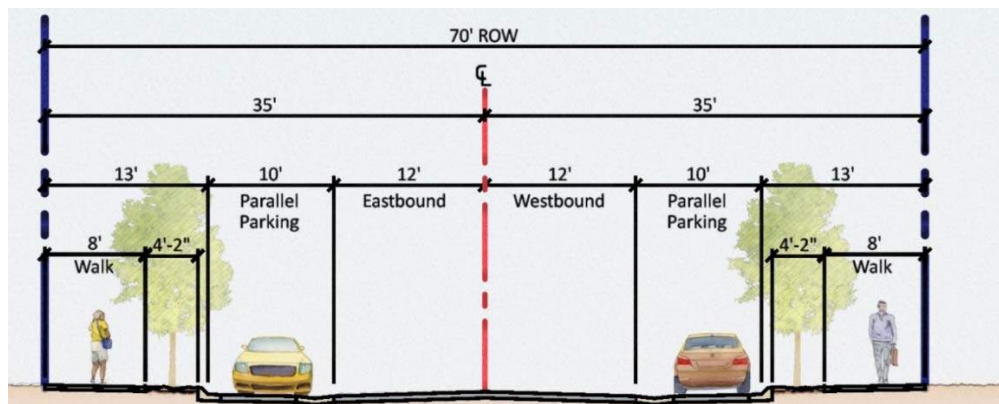 70' ROW
℄
35' 35'
13' 10' 12' 12' 10' 13'
Parallel Eastbound Westbound Parallel
Parking Parking
8' 4'-2" 4'-2" 8'
Walk Walk